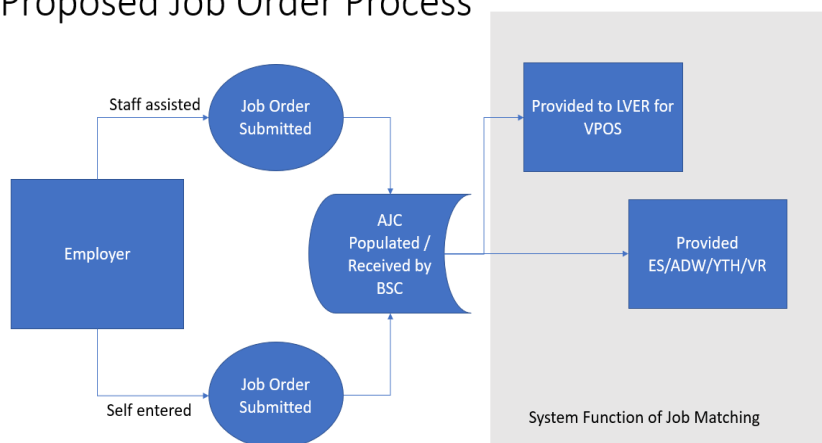 Proposed Job Order Process
Staff assisted
Job Order
Submitted
Provided to LVER for
VPOS
Employer
AJC
Populated /
Received by
BSC
Provided
ES/ADW/YTH/VR
Job Order
Submitted
Self entered
System Function of Job Matching